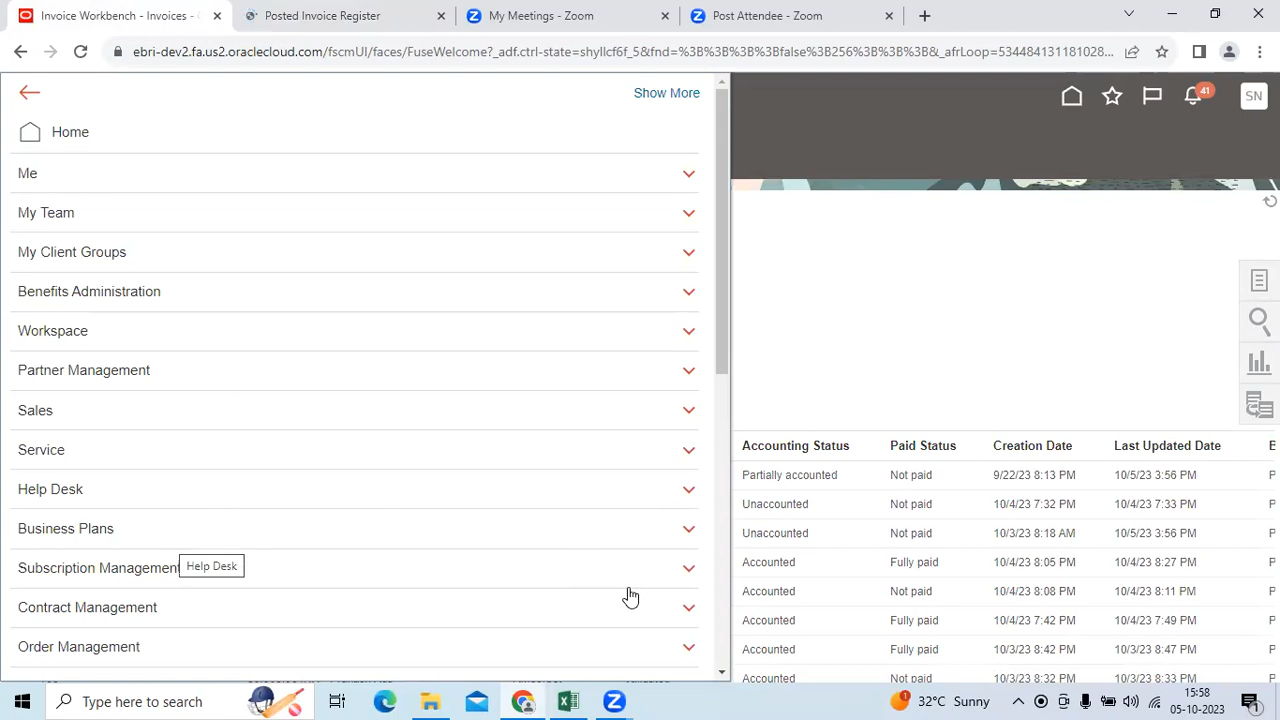 Invoice Workbench - Invoices -
Posted Invoice Register
My Meetings - Zoom
Post Attendee - Zoom
ebri-dev2.fa.us2.oraclecloud.com/fscmUI/faces/FuseWelcome?_adf.ctrl-state=shyllcf6f_5&fnd=%3B%3B%3B%3Bfalse%3B256%3B%3B%3B&_afrLoop=534484131181028...
Show More
41
SN
Home
Me
My Team
My Client Groups
Benefits Administration
Workspace
Partner Management
Sales
Service
Help Desk
Business Plans
Subscription Management
Help Desk
Contract Management
Order Management
Accounting Status Paid Status Creation Date Last Updated Date
Partially accounted Not paid 9/22/23 8:13 PM 10/5/23 3:56 PM P
Unaccounted Not paid 10/4/23 7:32 PM 10/4/23 7:33 PM P
Unaccounted Not paid 10/3/23 8:18 AM 10/5/23 3:56 PM P
Accounted Fully paid 10/4/23 8:05 PM 10/4/23 8:27 PM P
Accounted Not paid 10/4/23 8:08 PM 10/4/23 8:11 PM P
Accounted Fully paid 10/4/23 7:42 PM 10/4/23 7:49 PM P
Accounted Fully paid 10/3/23 8:42 PM 10/3/23 8:47 PM P
Accounted Not paid 10/3/23 8:32 PM 10/3/23 8:33 PM P
Type here to search
1
32°C Sunny
15:58
05-10-2023
1